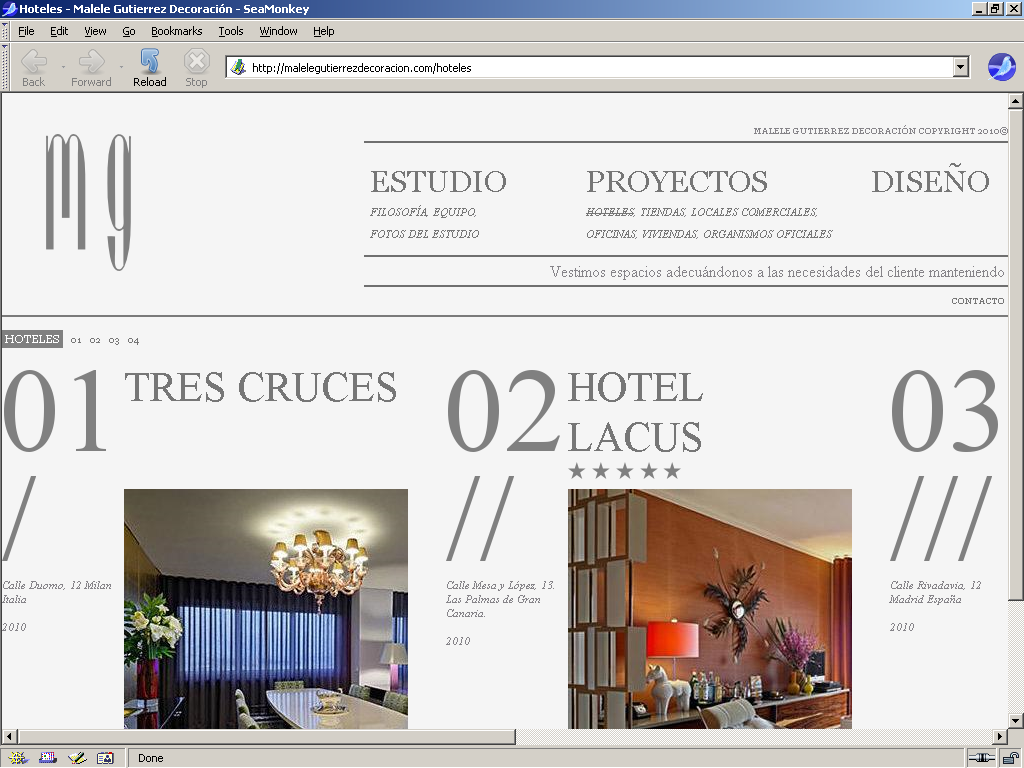 Hoteles - Malele Gutierrez Decoración - SeaMonkey
File Edit View Go Bookmarks Tools Window Help
Back Forward Reload Stop
http://malelegutierrezdecoracion.com/hoteles
mg
MALELE GUTIERREZ DECORACIÓN COPYRIGHT 2010©
ESTUDIO PROYECTOS DISEÑO
FILOSOFÍA, EQUIPO, HOTELES, TIENDAS, LOCALES COMERCIALES,
FOTOS DEL ESTUDIO OFICINAS, VIVIENDAS, ORGANISMOS OFICIALES
Vestimos espacios adecuándonos a las necesidades del cliente manteniendo
CONTACTO
HOTELES 01 02 03 04
01 TRES CRUCES
/
Calle Duomo, 12 Milan
Italia
2010
02 HOTEL
LACUS
★★★★★
//
Calle Mesa y López, 13.
Las Palmas de Gran
Canaria.
2010
03
///
Calle Rivadavia, 12
Madrid España
2010
Done